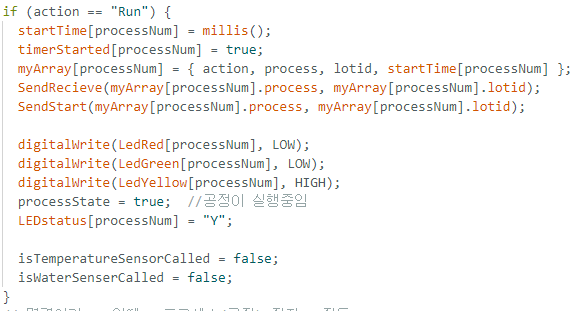 if (action == "Run") {
startTime[processNum] = millis();
timerStarted[processNum] = true;
myArray[processNum] = { action, process, lotid, startTime[processNum] };
SendRecieve(myArray[processNum].process, myArray[processNum].lotid);
SendStart(myArray[processNum].process, myArray[processNum].lotid);
digitalWrite(LedRed[processNum], LOW);
digitalWrite(LedGreen[processNum], LOW);
digitalWrite(LedYellow[processNum], HIGH);
processState = true;  //공정이 실행중임
LEDstatus[processNum] = "Y";
isTemperatureSensorCalled = false;
isWaterSenserCalled = false;
}